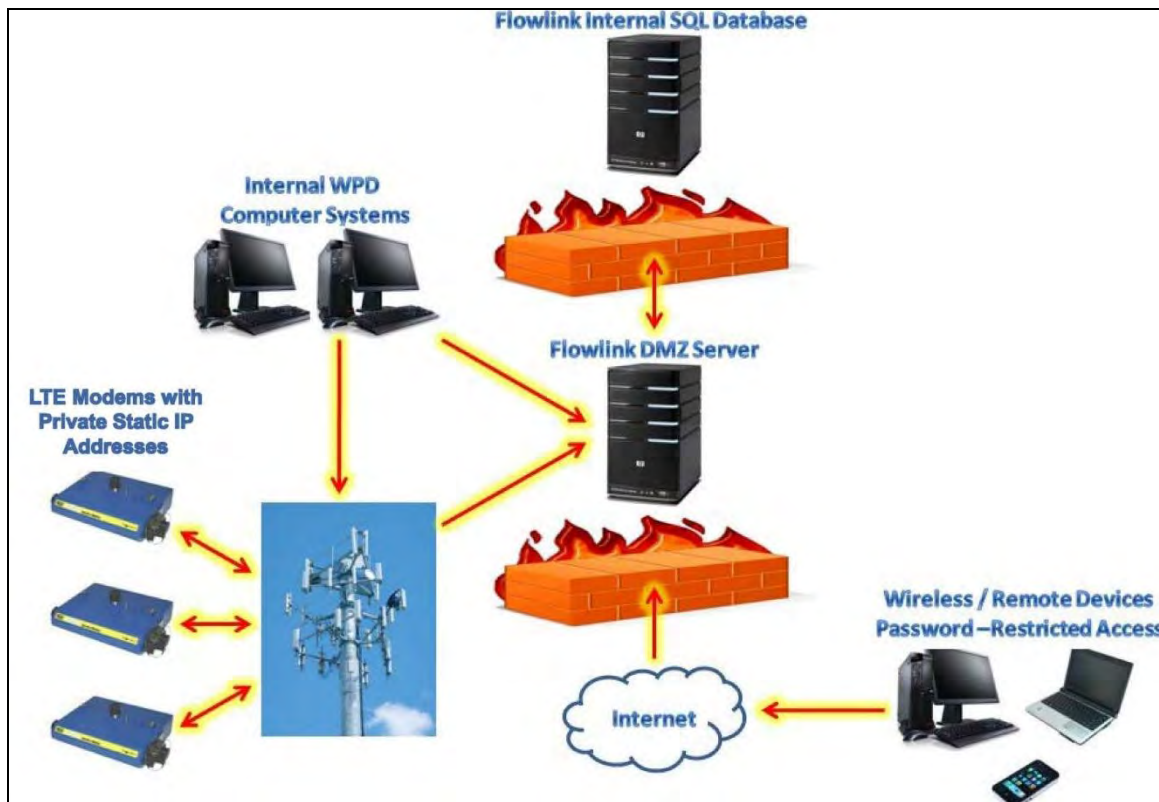 Flowlink Internal SQL Database
Internal WPD
Computer Systems
Flowlink DMZ Server
LTE Modems with
Private Static IP
Addresses
Wireless / Remote Devices
Password –Restricted Access
Internet